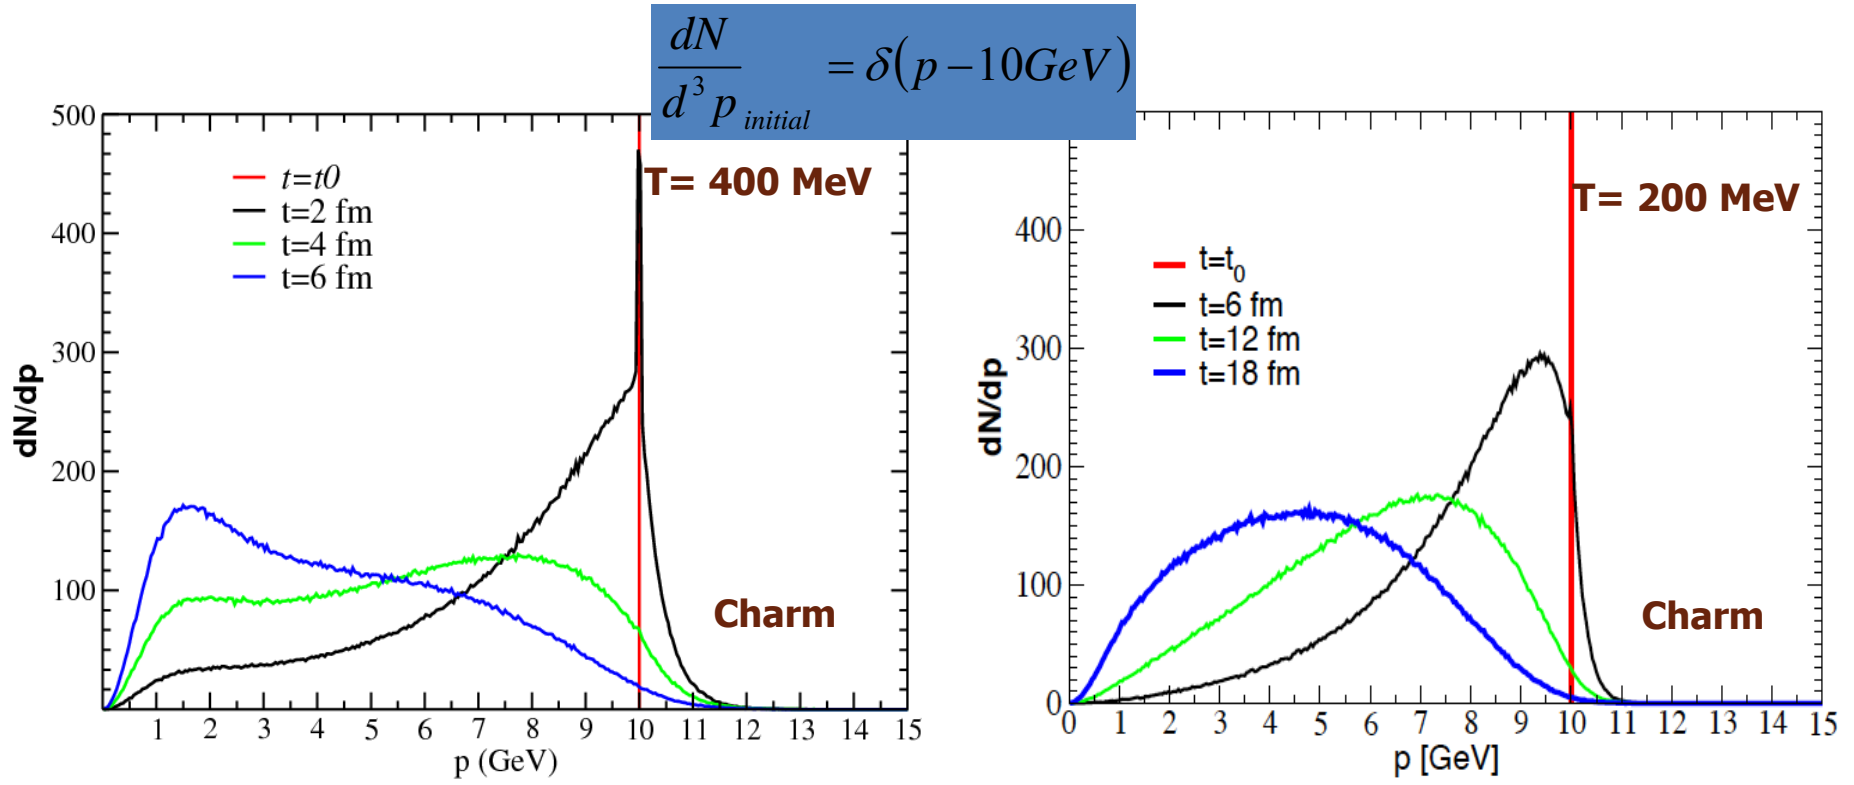 dN/d³p initial = δ(p − 10GeV)
500
400
300
200
100
t=t0
t=2 fm
t=4 fm
t=6 fm
T= 400 MeV
Charm
dN/dp
1 2 3 4 5 6 7 8 9 10 11 12 13 14 15
p (GeV)
400
300
200
100
0
T= 200 MeV
t=t₀
t=6 fm
t=12 fm
t=18 fm
Charm
dN/dp
0 1 2 3 4 5 6 7 8 9 10 11 12 13 14 15
p [GeV]